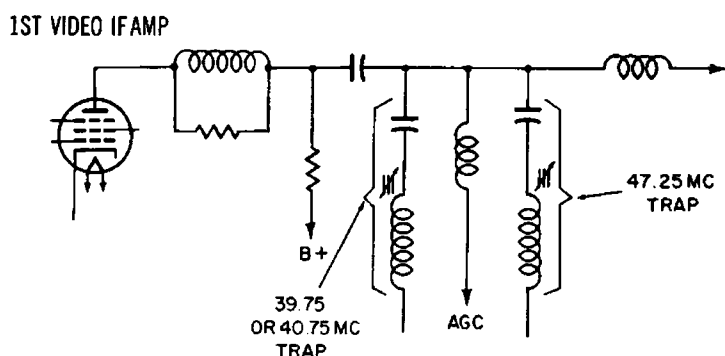 1ST VIDEO IF AMP
47.25 MC
TRAP
B+
39.75
OR 40.75 MC
TRAP
AGC